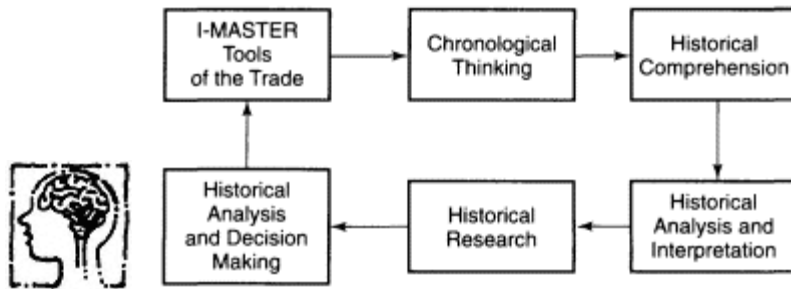 I-MASTER
Tools
of the Trade
Chronological
Thinking
Historical
Comprehension
Historical
Analysis
and Decision
Making
Historical
Research
Historical
Analysis and
Interpretation